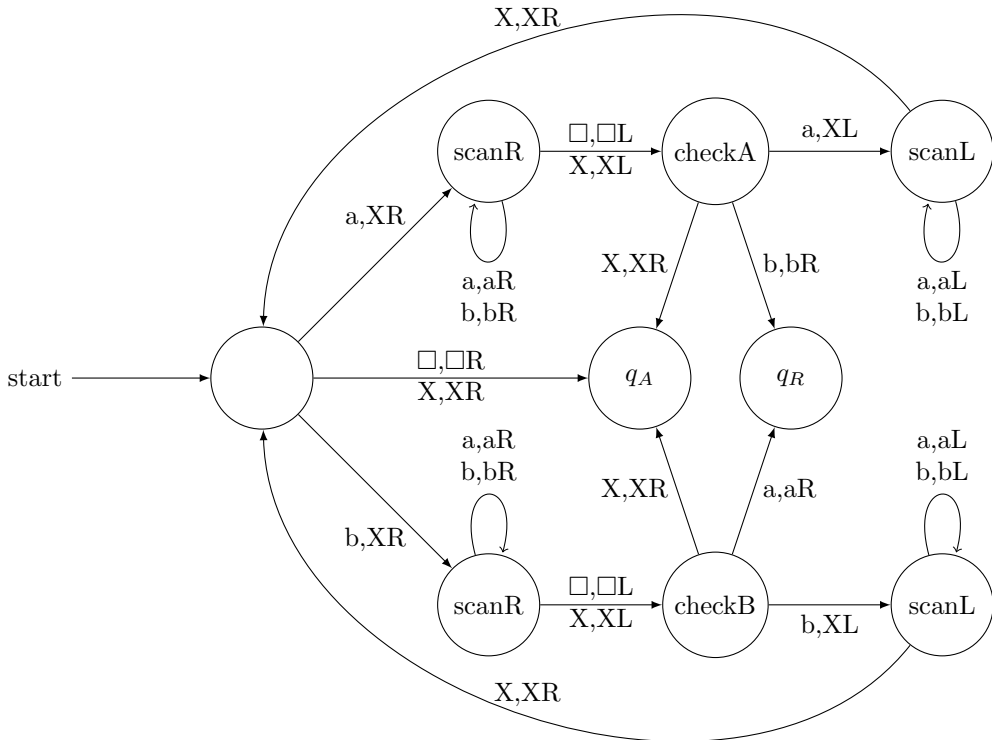 X,XR
scanR
□,□L
X,XL
checkA
a,XL
scanL
a,XR
a,aR
b,bR
X,XR
b,bR
a,aL
b,bL
start
□,□R
X,XR
q_A
q_R
a,aR
b,bR
X,XR
a,aR
a,aL
b,bL
b,XR
scanR
□,□L
X,XL
checkB
b,XL
scanL
X,XR